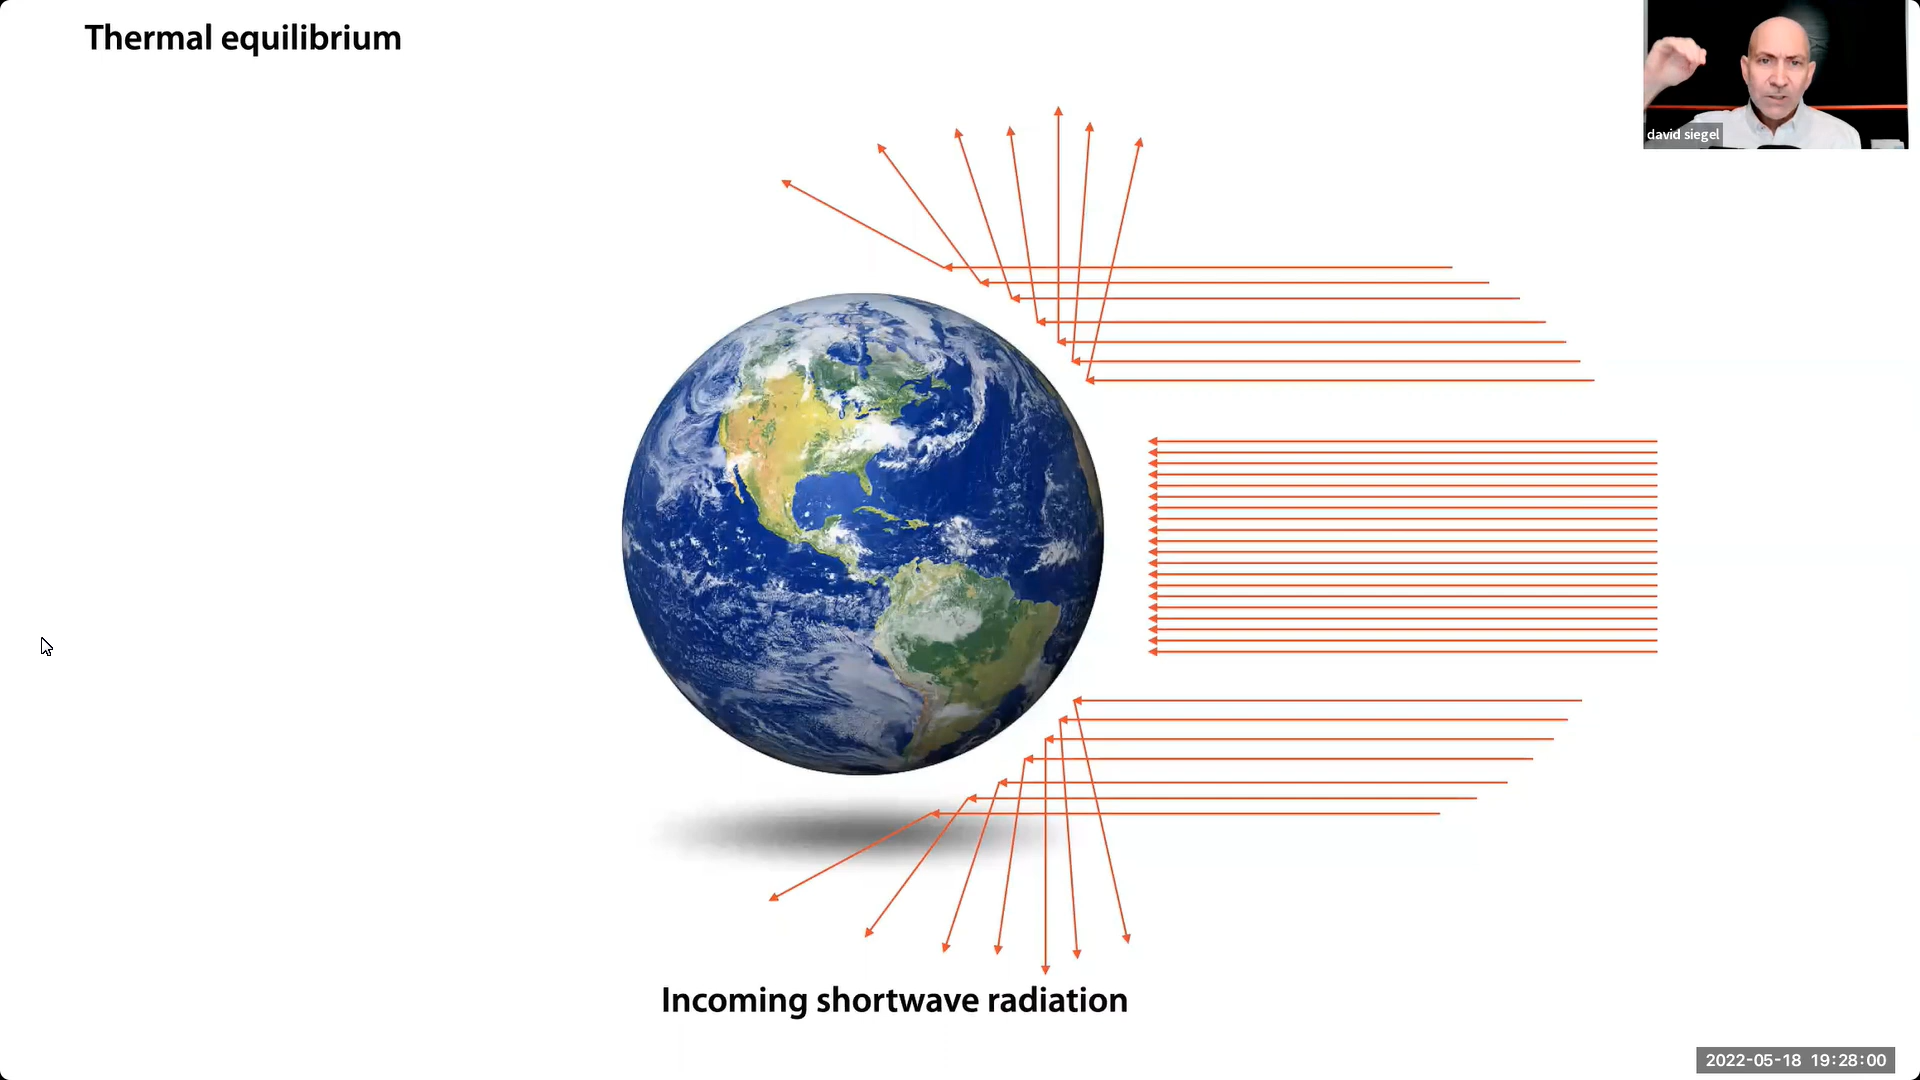 Thermal equilibrium
david siegel
Incoming shortwave radiation
2022-05-18 19:28:00